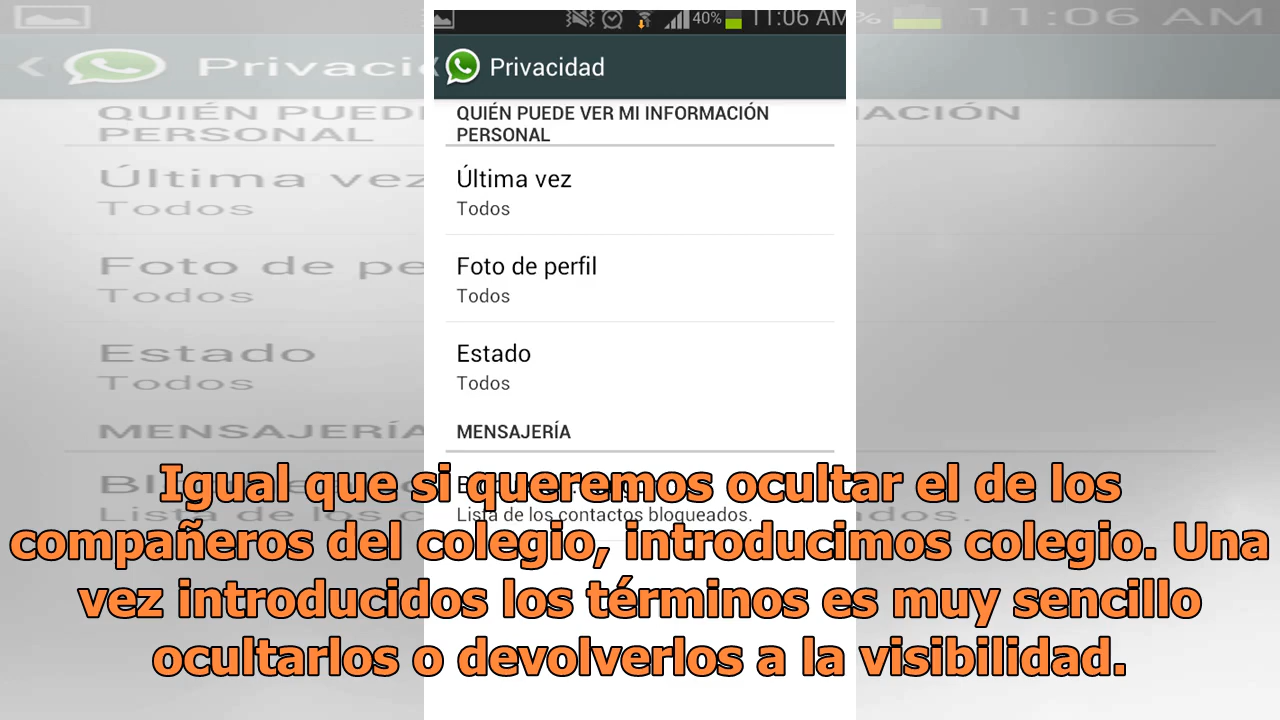 40% 11:06 AM
Privacidad
QUIÉN PUEDE VER MI INFORMACIÓN
PERSONAL
Última vez
Todos
Foto de perfil
Todos
Estado
Todos
MENSAJERÍA
Lista de los contactos bloqueados.
Igual que si queremos ocultar el de los
compañeros del colegio, introducimos colegio. Una
vez introducidos los términos es muy sencillo
ocultarlos o devolverlos a la visibilidad.